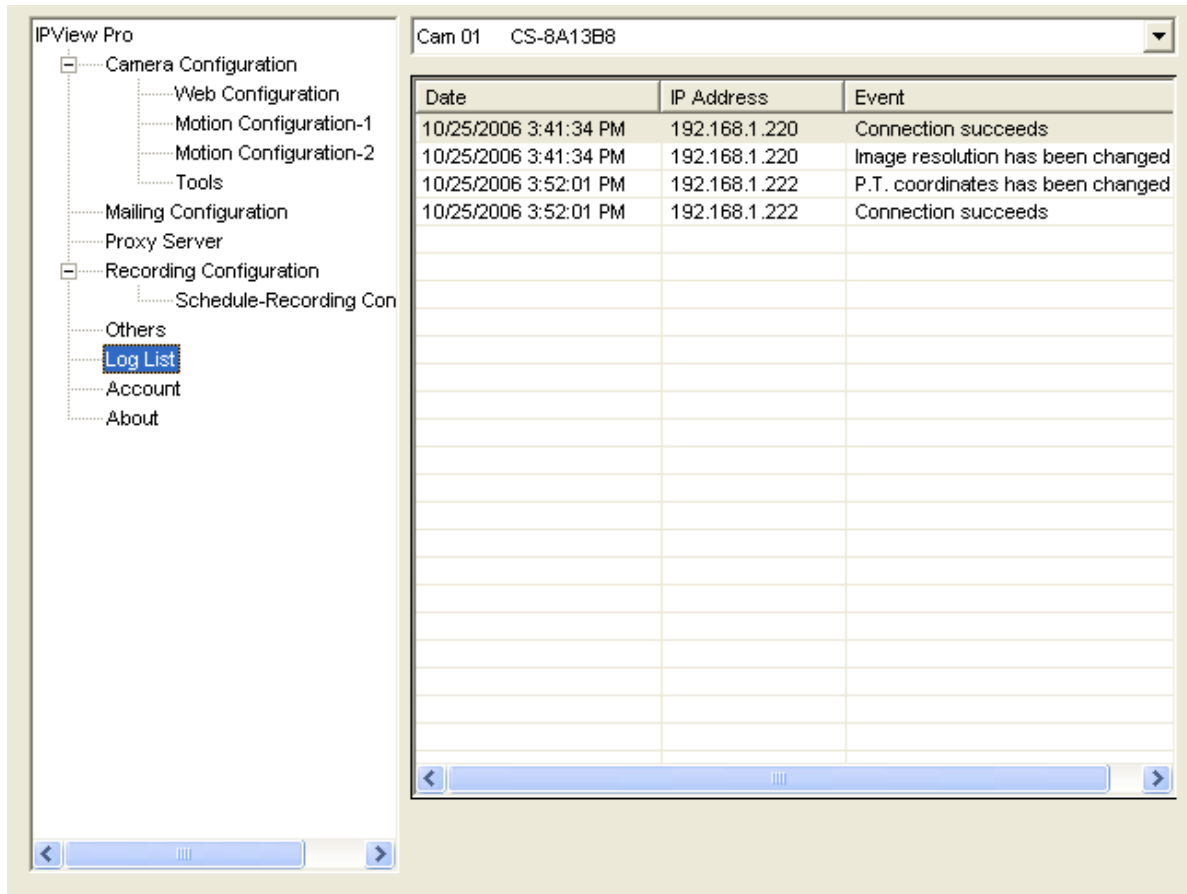 IPView Pro
Camera Configuration
Web Configuration
Motion Configuration-1
Motion Configuration-2
Tools
Mailing Configuration
Proxy Server
Recording Configuration
Schedule-Recording Con
Others
Log List
Account
About
Cam 01 CS-8A13B8
Date IP Address Event
10/25/2006 3:41:34 PM 192.168.1.220 Connection succeeds
10/25/2006 3:41:34 PM 192.168.1.220 Image resolution has been changed
10/25/2006 3:52:01 PM 192.168.1.222 P.T. coordinates has been changed
10/25/2006 3:52:01 PM 192.168.1.222 Connection succeeds